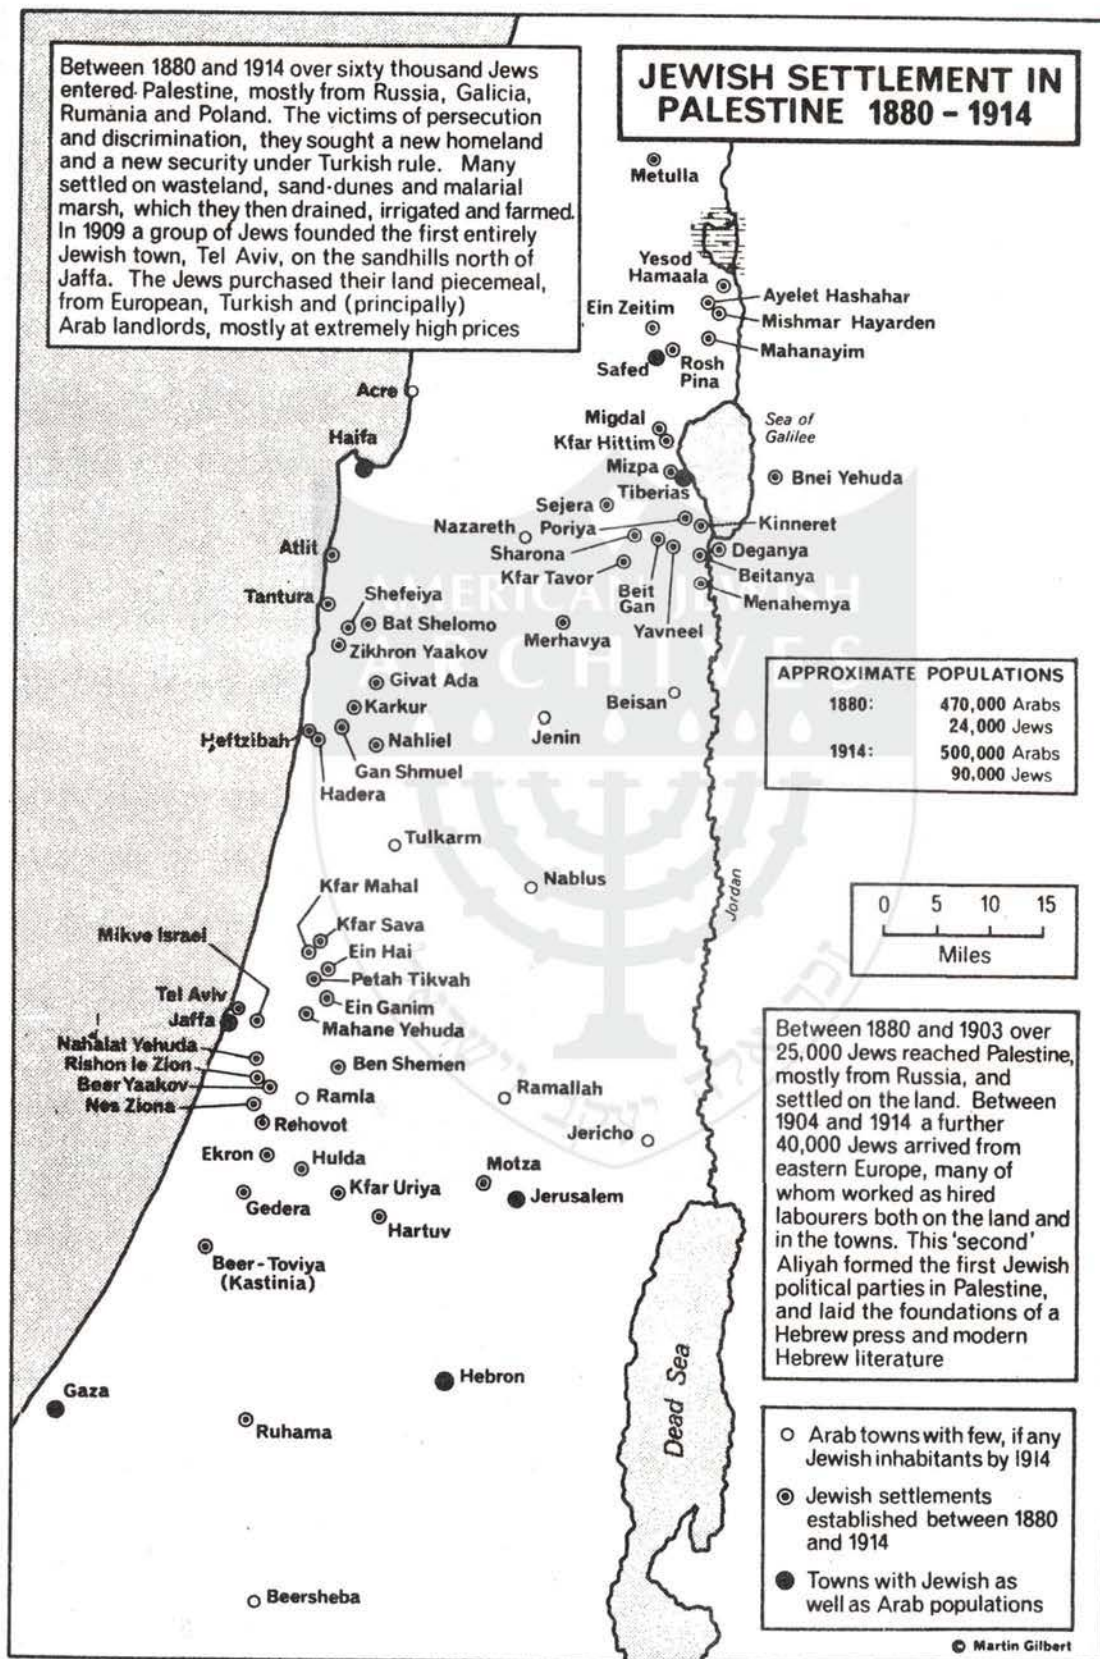 Between 1880 and 1914 over sixty thousand Jews
entered Palestine, mostly from Russia, Galicia,
Rumania and Poland. The victims of persecution
and discrimination, they sought a new homeland
and a new security under Turkish rule. Many
settled on wasteland, sand-dunes and malarial
marsh, which they then drained, irrigated and farmed.
In 1909 a group of Jews founded the first entirely
Jewish town, Tel Aviv, on the sandhills north of
Jaffa. The Jews purchased their land piecemeal,
from European, Turkish and (principally)
Arab landlords, mostly at extremely high prices
JEWISH SETTLEMENT IN
PALESTINE 1880 - 1914
Metulla
Yesod
Hamaala
Ayelet Hashahar
Ein Zeitim
Mishmar Hayarden
Mahanayim
Safed
Rosh
Pina
Acre
Migdal
Sea of
Galilee
Kfar Hittim
Haifa
Mizpa
Bnei Yehuda
Tiberias
Sejera
Nazareth
Poriya
Kinneret
Atlit
Sharona
Deganya
Kfar Tavor
Beitanya
Beit
Gan
Menahemya
Tantura
Shefeiya
Bat Shelomo
Merhavya
Yavneel
Zikhron Yaakov
Givat Ada
Beisan
Karkur
Jenin
Heftzibah
Nahliel
Gan Shmuel
Hadera
AMERICAN JEWISH
ARCHIVES
APPROXIMATE POPULATIONS
1880: 470,000 Arabs
24,000 Jews
1914: 500,000 Arabs
90,000 Jews
Tulkarm
Nablus
Jordan
Kfar Mahal
Kfar Sava
Mikve Israel
Ein Hai
Petah Tikvah
Tel Aviv
Ein Ganim
Jaffa
Mahane Yehuda
Nahalat Yehuda
Rishon le Zion
Ben Shemen
Beer Yaakov
Ramla
Ramallah
Nes Ziona
Rehovot
Jericho
Ekron
Hulda
Motza
Gedera
Kfar Uriya
Jerusalem
Hartuv
Beer-Toviya
(Kastinia)
Gaza
Hebron
Ruhama
Dead Sea
Beersheba
0 5 10 15
Miles
Between 1880 and 1903 over
25,000 Jews reached Palestine,
mostly from Russia, and
settled on the land. Between
1904 and 1914 a further
40,000 Jews arrived from
eastern Europe, many of
whom worked as hired
labourers both on the land and
in the towns. This 'second'
Aliyah formed the first Jewish
political parties in Palestine,
and laid the foundations of a
Hebrew press and modern
Hebrew literature
Arab towns with few, if any
Jewish inhabitants by 1914
Jewish settlements
established between 1880
and 1914
Towns with Jewish as
well as Arab populations
© Martin Gilbert